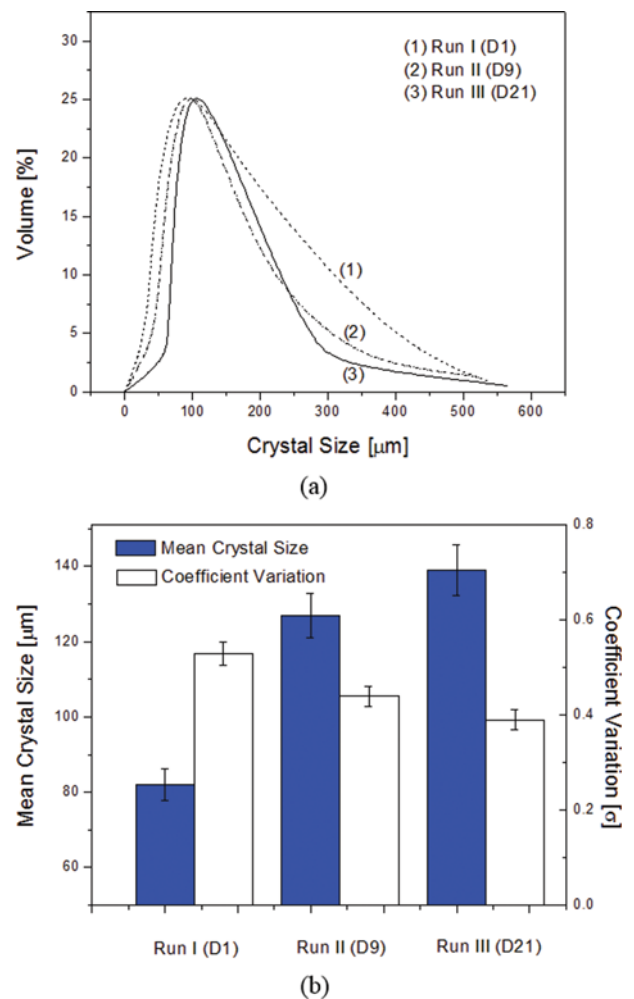 (a)
30
25
20
15
10
5
0
Volume [%]
(1) Run I (D1)
(2) Run II (D9)
(3) Run III (D21)
(1)
(2)
(3)
0 100 200 300 400 500 600
Crystal Size [μm]
(a)
140
120
100
80
60
Mean Crystal Size [μm]
Mean Crystal Size
Coefficient Variation
0.8
0.6
0.4
0.2
0.0
Coefficient Variation [σ]
Run I (D1) Run II (D9) Run III (D21)
(b)